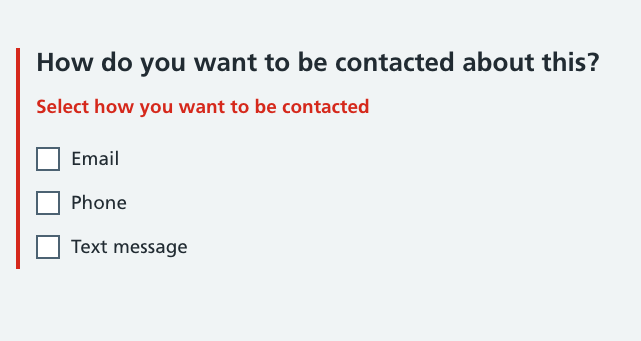 How do you want to be contacted about this?
Select how you want to be contacted
Email
Phone
Text message